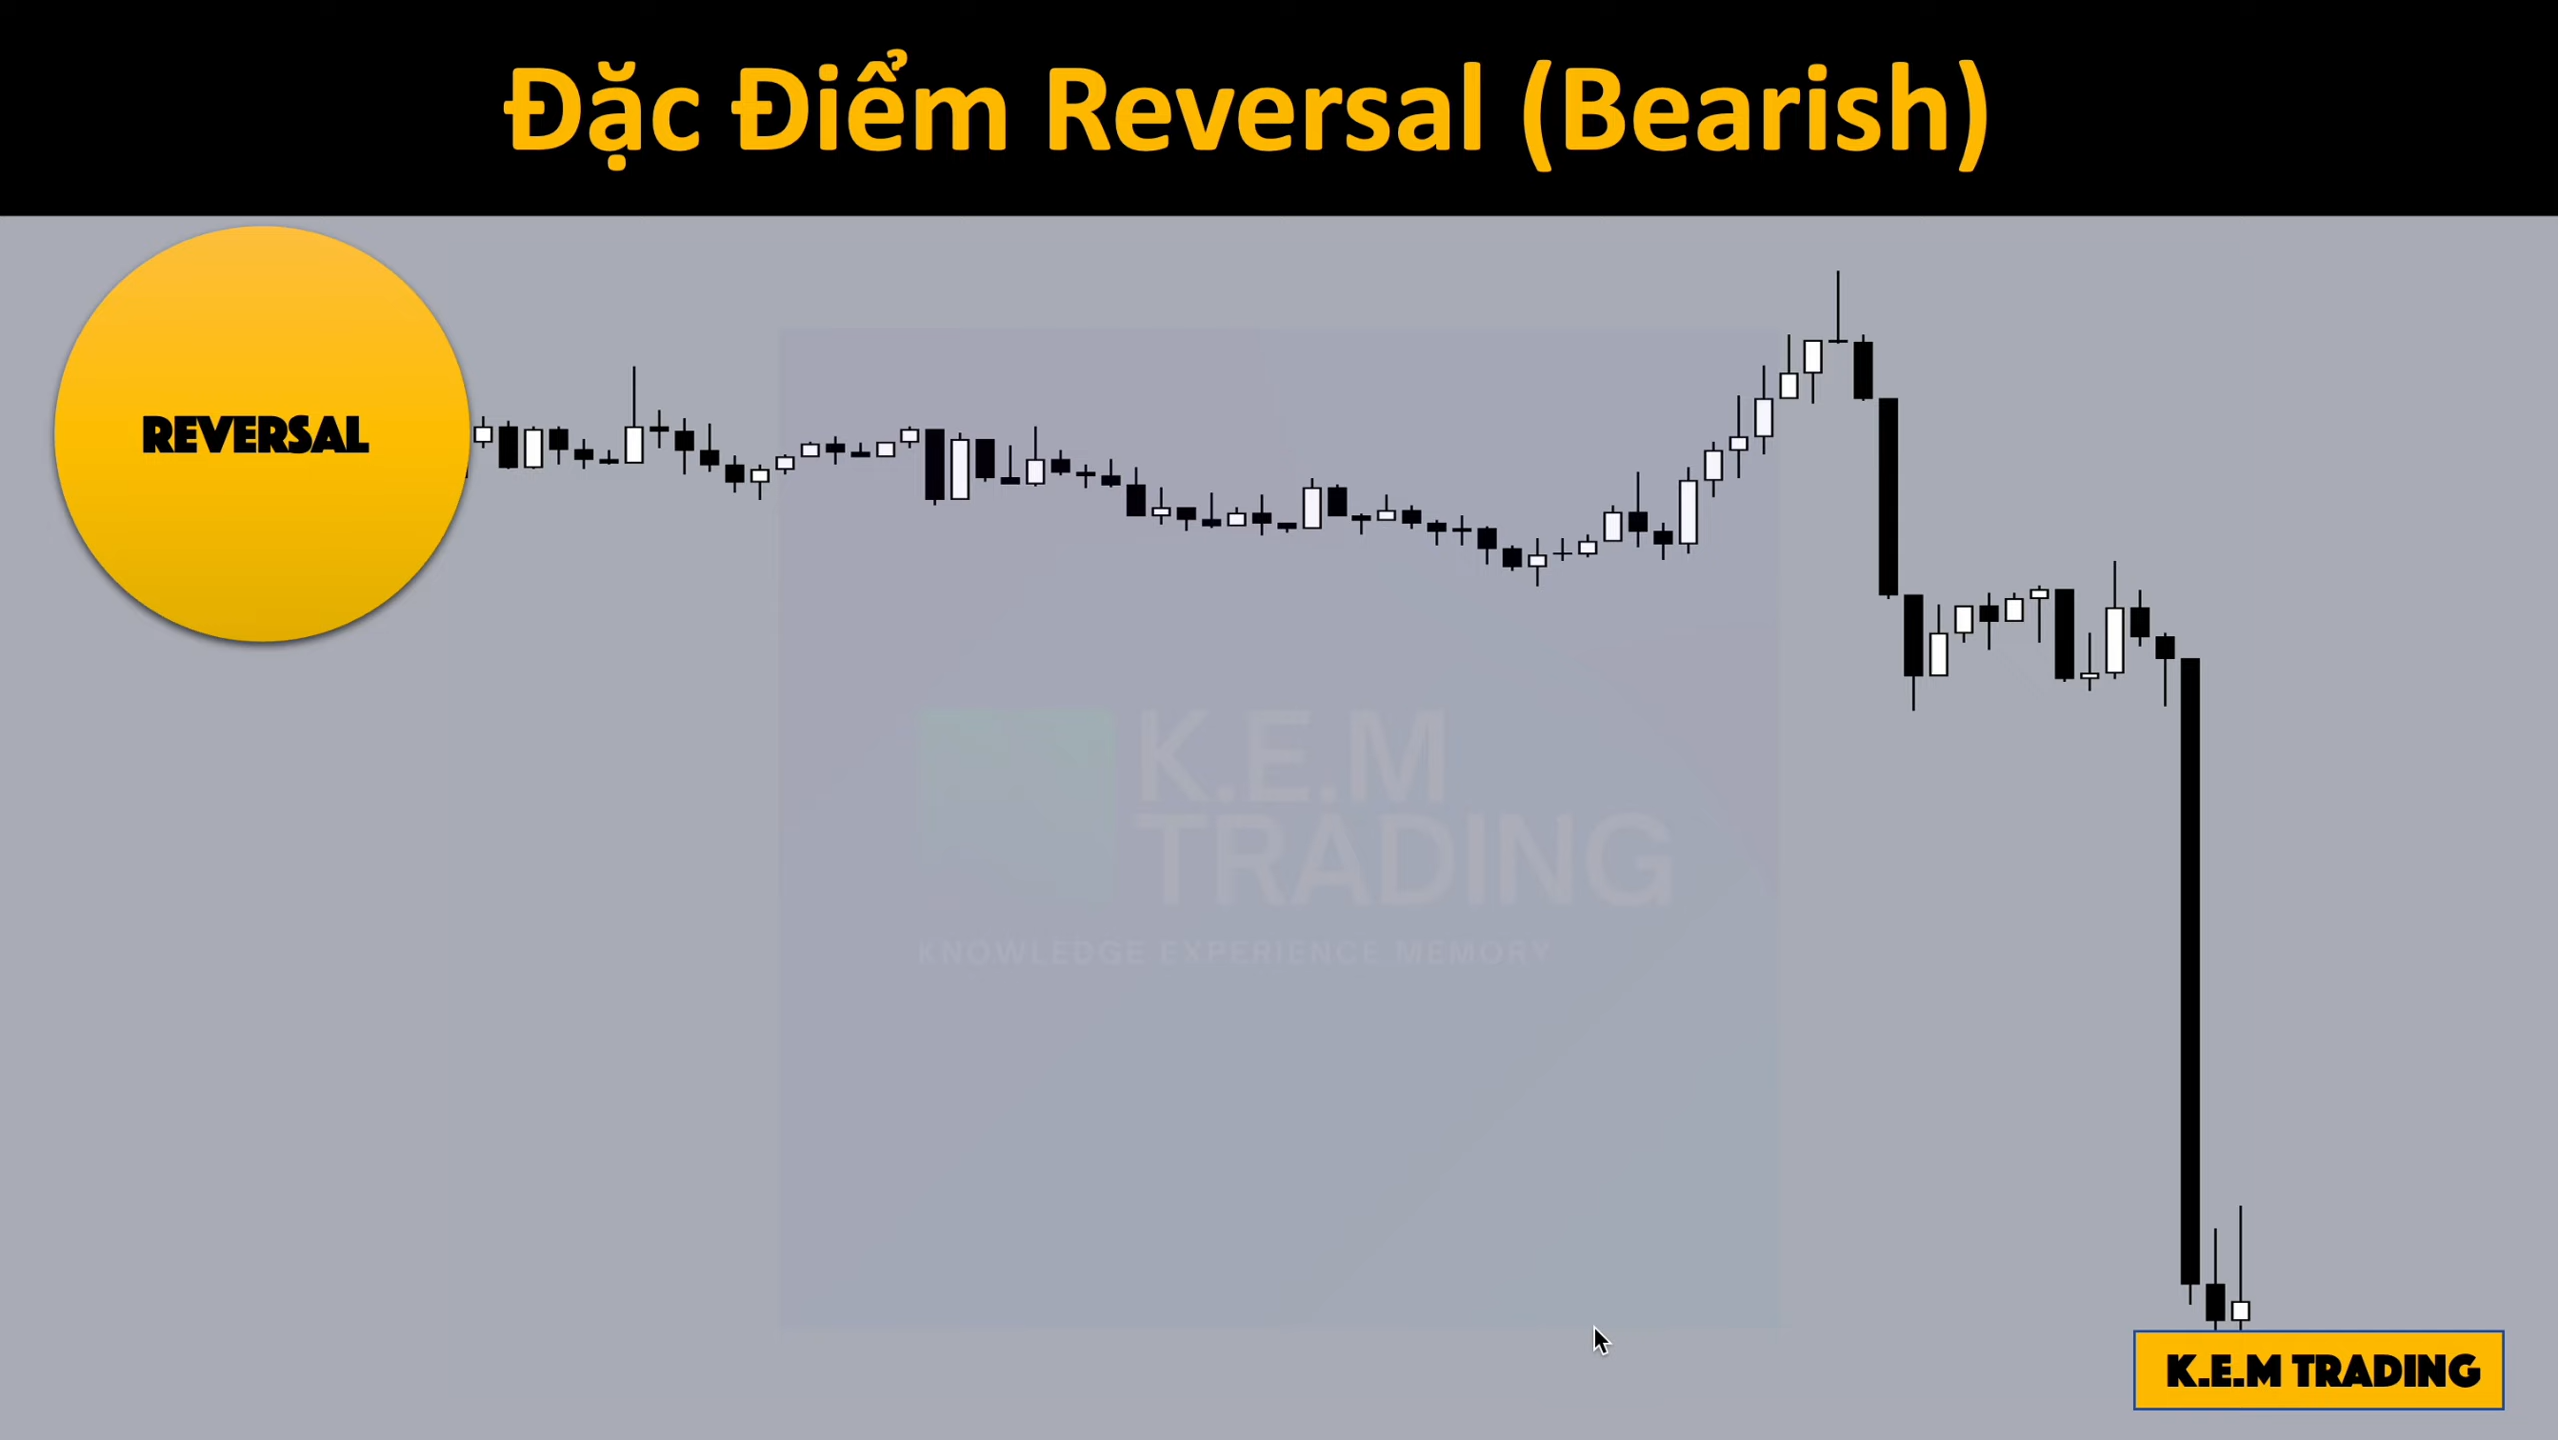 Đặc Điểm Reversal (Bearish)
REVERSAL
K.E.M
TRADING
KNOWLEDGE EXPERIENCE MEMORY
K.E.M TRADING